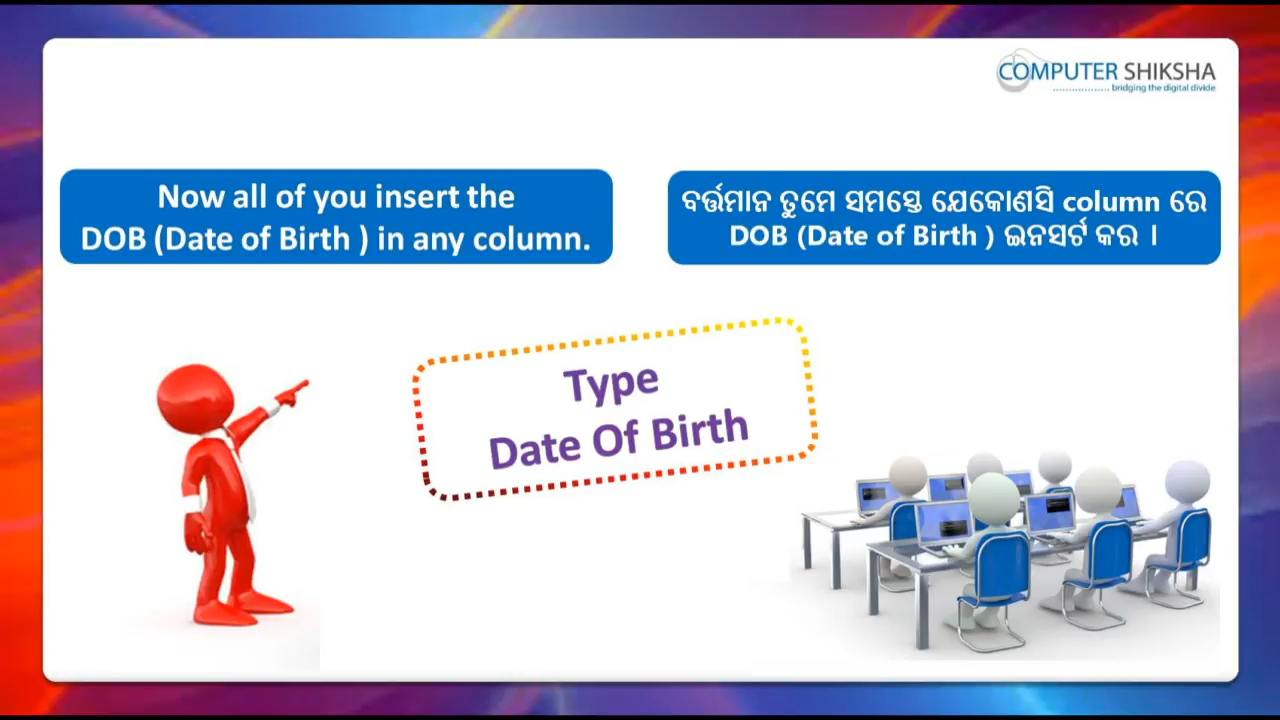 COMPUTER SHIKSHA
bridging the digital divide
Now all of you insert the
DOB (Date of Birth ) in any column.
ବର୍ତ୍ତମାନ ତୁମେ ସମସ୍ତେ ଯେକୋଣସି column ରେ
DOB (Date of Birth ) ଇନସର୍ଟ କର ।
Type
Date Of Birth